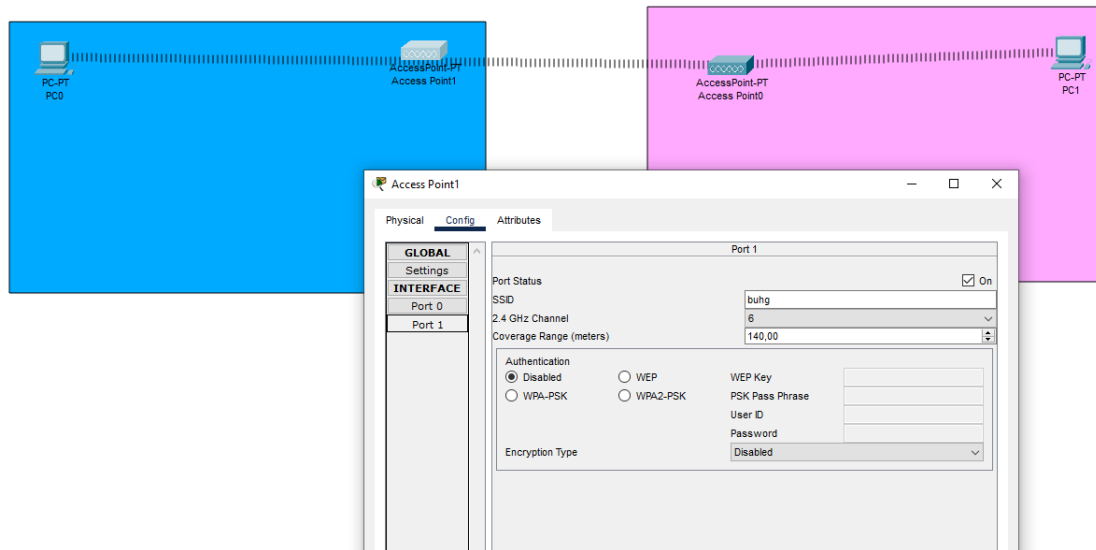 PC-PT
PC0
AccessPoint-PT
Access Point1
AccessPoint-PT
Access Point0
PC-PT
PC1
Access Point1
Physical Config Attributes
GLOBAL
Settings
INTERFACE
Port 0
Port 1
Port 1
Port Status On
SSID buhg
2.4 GHz Channel 6
Coverage Range (meters) 140,00
Authentication
Disabled WEP WEP Key
WPA-PSK WPA2-PSK PSK Pass Phrase
User ID
Password
Encryption Type Disabled